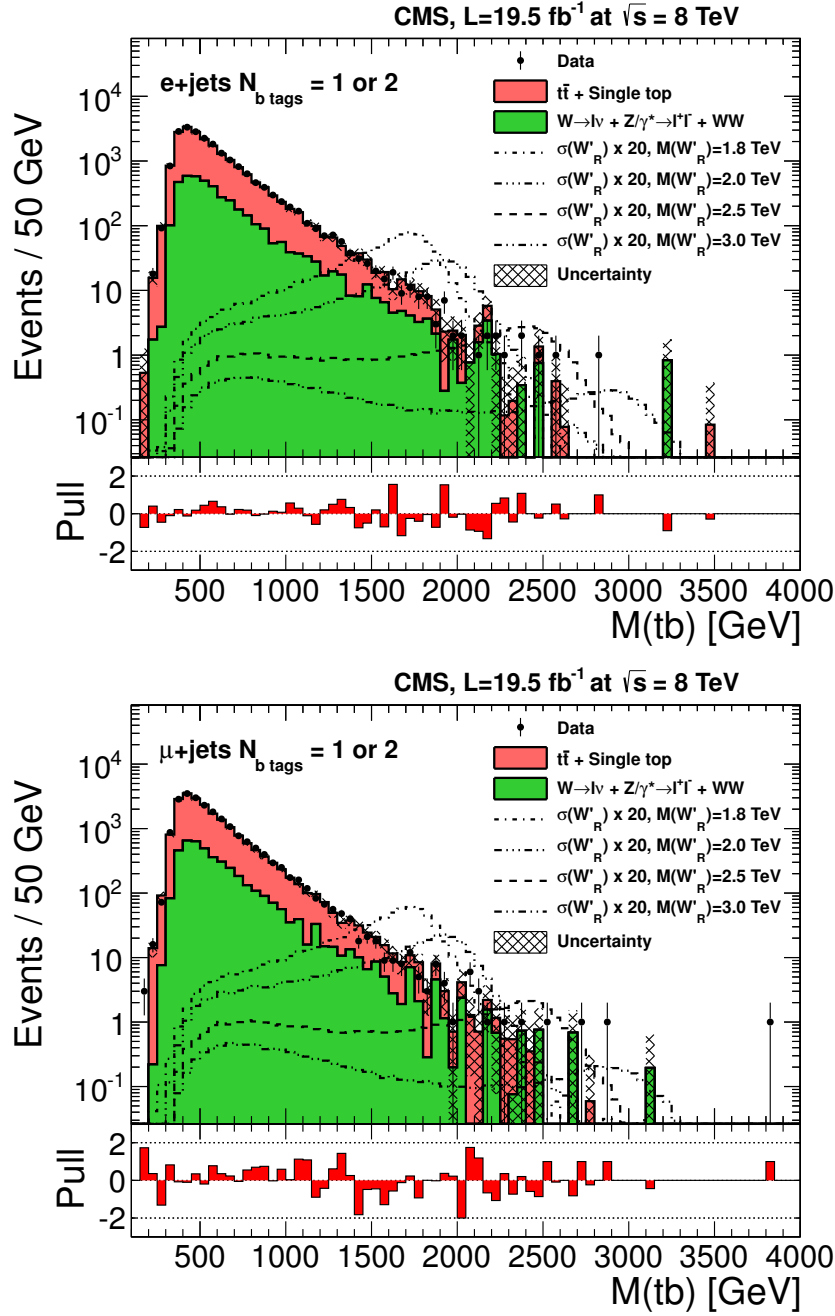 CMS, L=19.5 fb⁻¹ at √s = 8 TeV
e+jets N_b tags = 1 or 2
Data
tt̄ + Single top
W→lν + Z/γ*→l⁺l⁻ + WW
σ(W'_R) x 20, M(W'_R)=1.8 TeV
σ(W'_R) x 20, M(W'_R)=2.0 TeV
σ(W'_R) x 20, M(W'_R)=2.5 TeV
σ(W'_R) x 20, M(W'_R)=3.0 TeV
Uncertainty
Events / 50 GeV
10⁴
10³
10²
10
1
10⁻¹
Pull
2
0
-2
500 1000 1500 2000 2500 3000 3500 4000
M(tb) [GeV]
CMS, L=19.5 fb⁻¹ at √s = 8 TeV
μ+jets N_b tags = 1 or 2
Data
tt̄ + Single top
W→lν + Z/γ*→l⁺l⁻ + WW
σ(W'_R) x 20, M(W'_R)=1.8 TeV
σ(W'_R) x 20, M(W'_R)=2.0 TeV
σ(W'_R) x 20, M(W'_R)=2.5 TeV
σ(W'_R) x 20, M(W'_R)=3.0 TeV
Uncertainty
Events / 50 GeV
10⁴
10³
10²
10
1
10⁻¹
Pull
2
0
-2
500 1000 1500 2000 2500 3000 3500 4000
M(tb) [GeV]